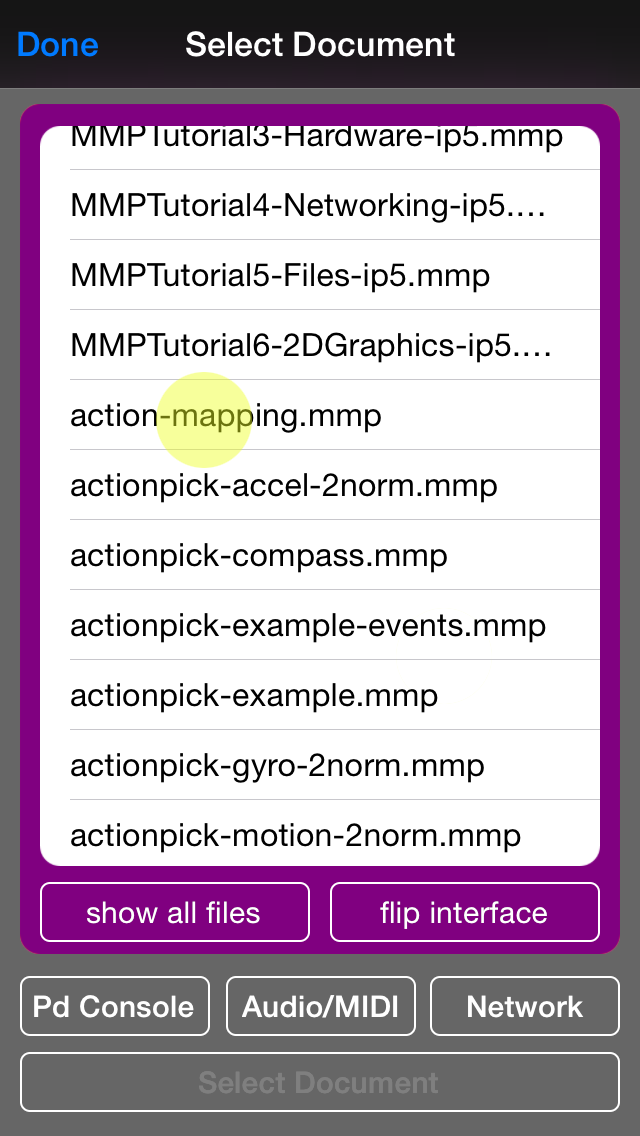 Done Select Document
MMPTutorial3-Hardware-ip5.mmp
MMPTutorial4-Networking-ip5.…
MMPTutorial5-Files-ip5.mmp
MMPTutorial6-2DGraphics-ip5.…
action-mapping.mmp
actionpick-accel-2norm.mmp
actionpick-compass.mmp
actionpick-example-events.mmp
actionpick-example.mmp
actionpick-gyro-2norm.mmp
actionpick-motion-2norm.mmp
show all files flip interface
Pd Console Audio/MIDI Network
Select Document